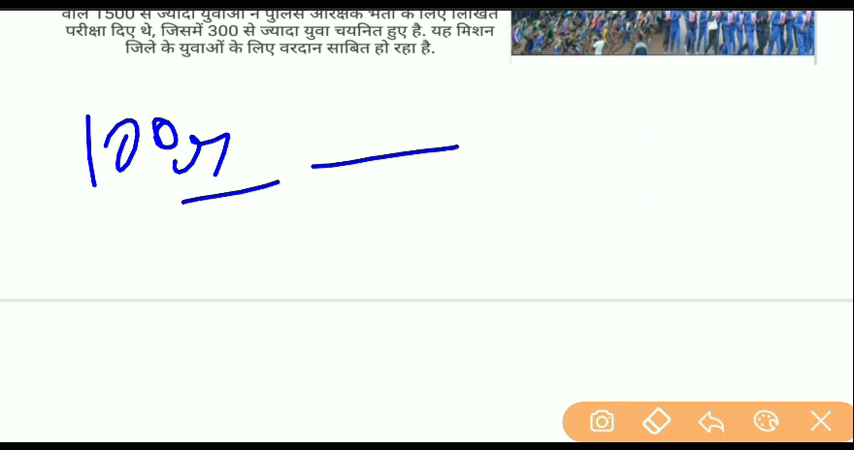 वाले 1500 से ज्यादा युवाओं ने पुलिस आरक्षक भर्ती के लिए लिखित
परीक्षा दिए थे, जिसमें 300 से ज्यादा युवा चयनित हुए है. यह मिशन
जिले के युवाओं के लिए वरदान साबित हो रहा है.